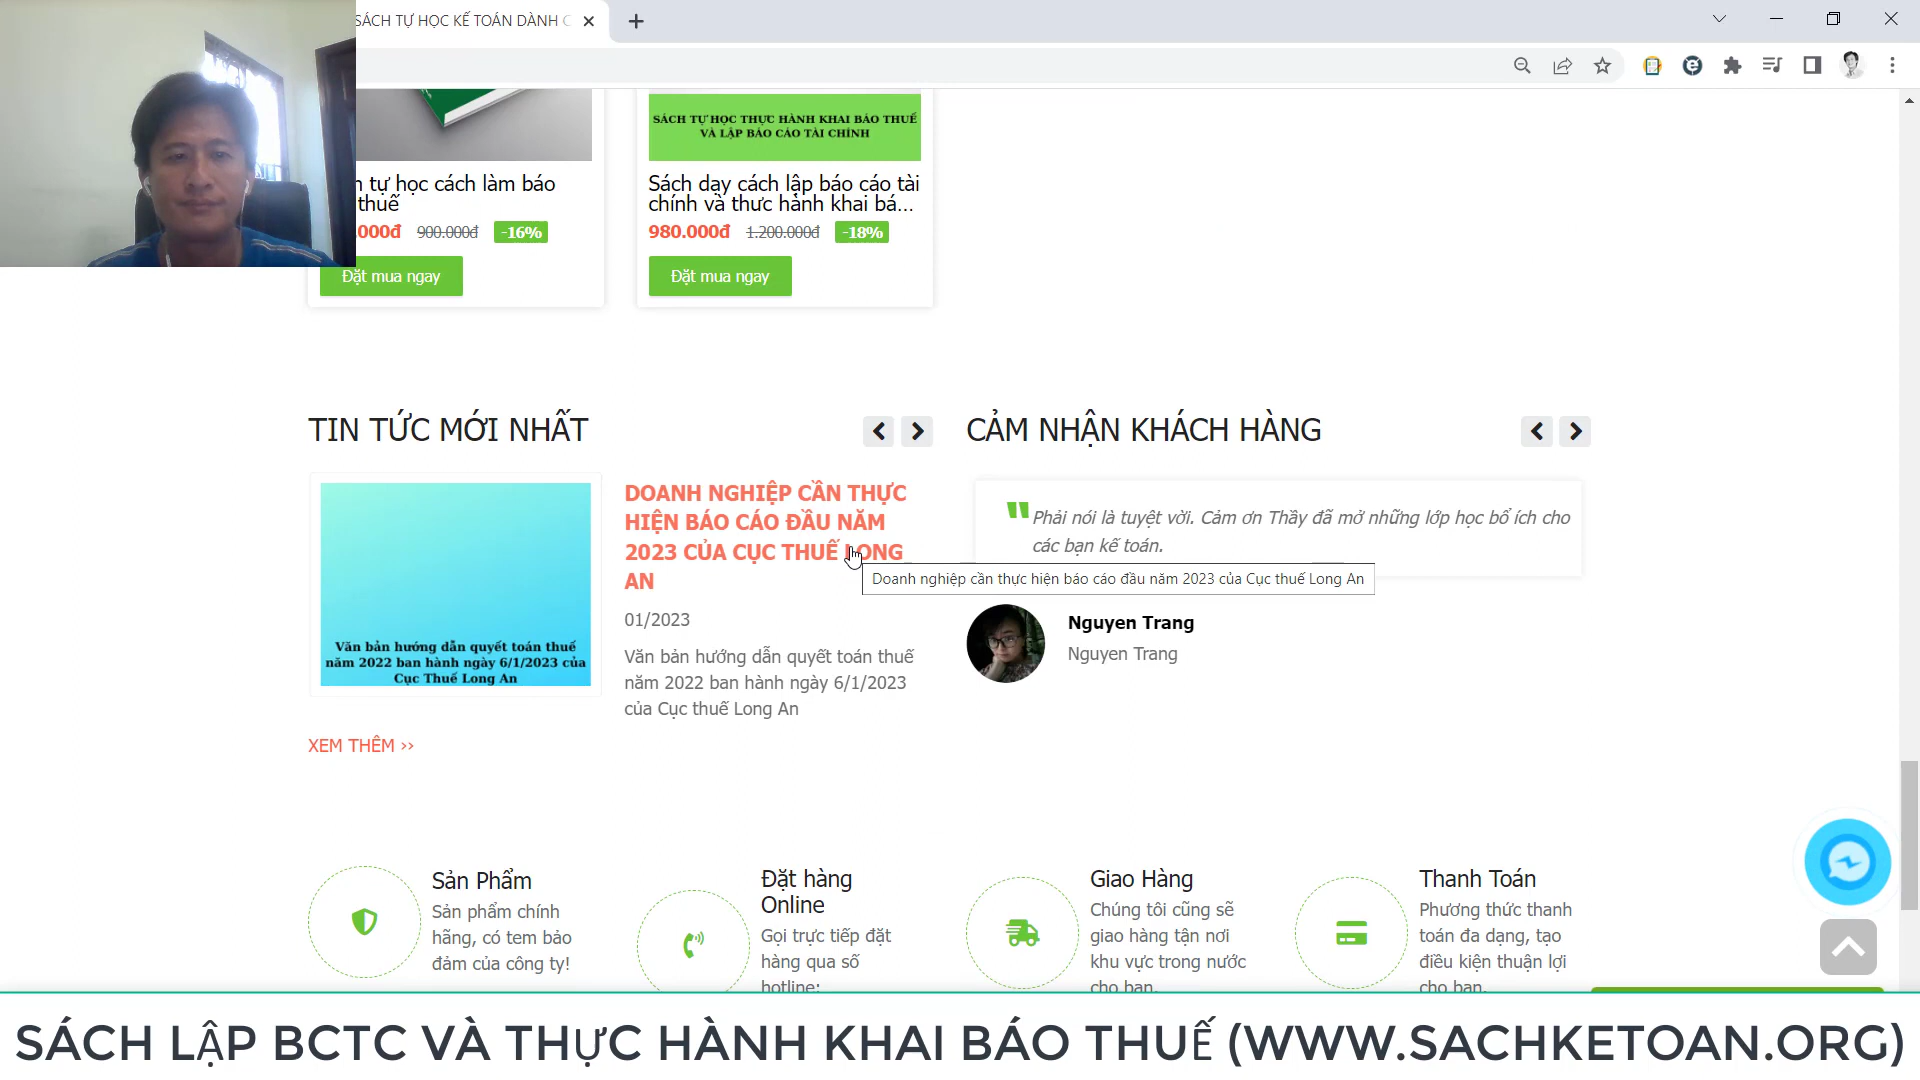 SÁCH TỰ HỌC KẾ TOÁN DÀNH C
SÁCH TỰ HỌC THỰC HÀNH KHAI BÁO THUẾ
VÀ LẬP BÁO CÁO TÀI CHÍNH
tự học cách làm báo
thuế
.000đ 900.000đ -16%
Đặt mua ngay
Sách dạy cách lập báo cáo tài
chính và thưc hành khai bá...
980.000đ 1.200.000đ -18%
Đặt mua ngay
TIN TỨC MỚI NHẤT
Văn bản hướng dẫn quyết toán thuế
năm 2022 ban hành ngày 6/1/2023 của
Cục Thuế Long An
DOANH NGHIỆP CẦN THỰC
HIỆN BÁO CÁO ĐẦU NĂM
2023 CỦA CỤC THUẾ LONG
AN
01/2023
Văn bản hướng dẫn quyết toán thuế
năm 2022 ban hành ngày 6/1/2023
của Cục thuế Long An
XEM THÊM >>
CẢM NHẬN KHÁCH HÀNG
Phải nói là tuyệt vời. Cảm ơn Thầy đã mở những lớp học bổ ích cho
các bạn kế toán.
Doanh nghiệp cần thực hiện báo cáo đầu năm 2023 của Cục thuế Long An
Nguyen Trang
Nguyen Trang
Sản Phẩm
Sản phẩm chính
hãng, có tem bảo
đảm của công ty!
Đặt hàng
Online
Gọi trực tiếp đặt
hàng qua số
hotline:
Giao Hàng
Chúng tôi cũng sẽ
giao hàng tận nơi
khu vực trong nước
cho bạn.
Thanh Toán
Phương thức thanh
toán đa dạng, tạo
điều kiện thuận lợi
cho bạn.
SÁCH LẬP BCTC VÀ THỰC HÀNH KHAI BÁO THUẾ (WWW.SACHKETOAN.ORG)